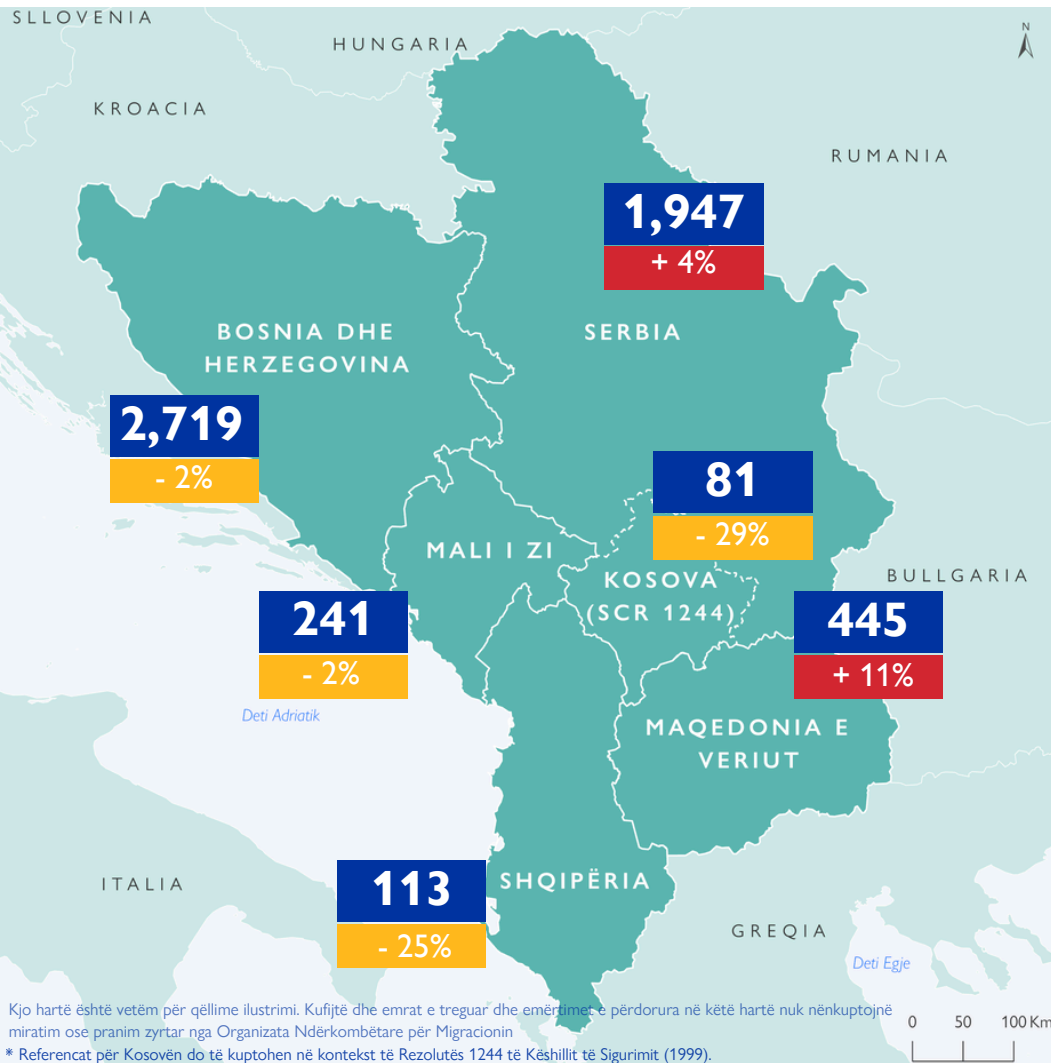 SLLOVENIA
HUNGARIA
N
KROACIA
RUMANIA
1,947
+ 4%
BOSNIA DHE
HERZEGOVINA
SERBIA
2,719
- 2%
81
- 29%
MALI I ZI
KOSOVA
(SCR 1244)
BULLGARIA
241
- 2%
445
+ 11%
Deti Adriatik
MAQEDONIA E
VERIUT
ITALIA
113
- 25%
SHQIPËRIA
GREQIA
Deti Egje
Kjo hartë është vetëm për qëllime ilustrimi. Kufijtë dhe emrat e treguar dhe emërtimet e përdorura në këtë hartë nuk nënkuptojnë
miratim ose pranim zyrtar nga Organizata Ndërkombëtare për Migracionin
* Referencat për Kosovën do të kuptohen në kontekst të Rezolutës 1244 të Këshillit të Sigurimit (1999).
0 50 100 Km